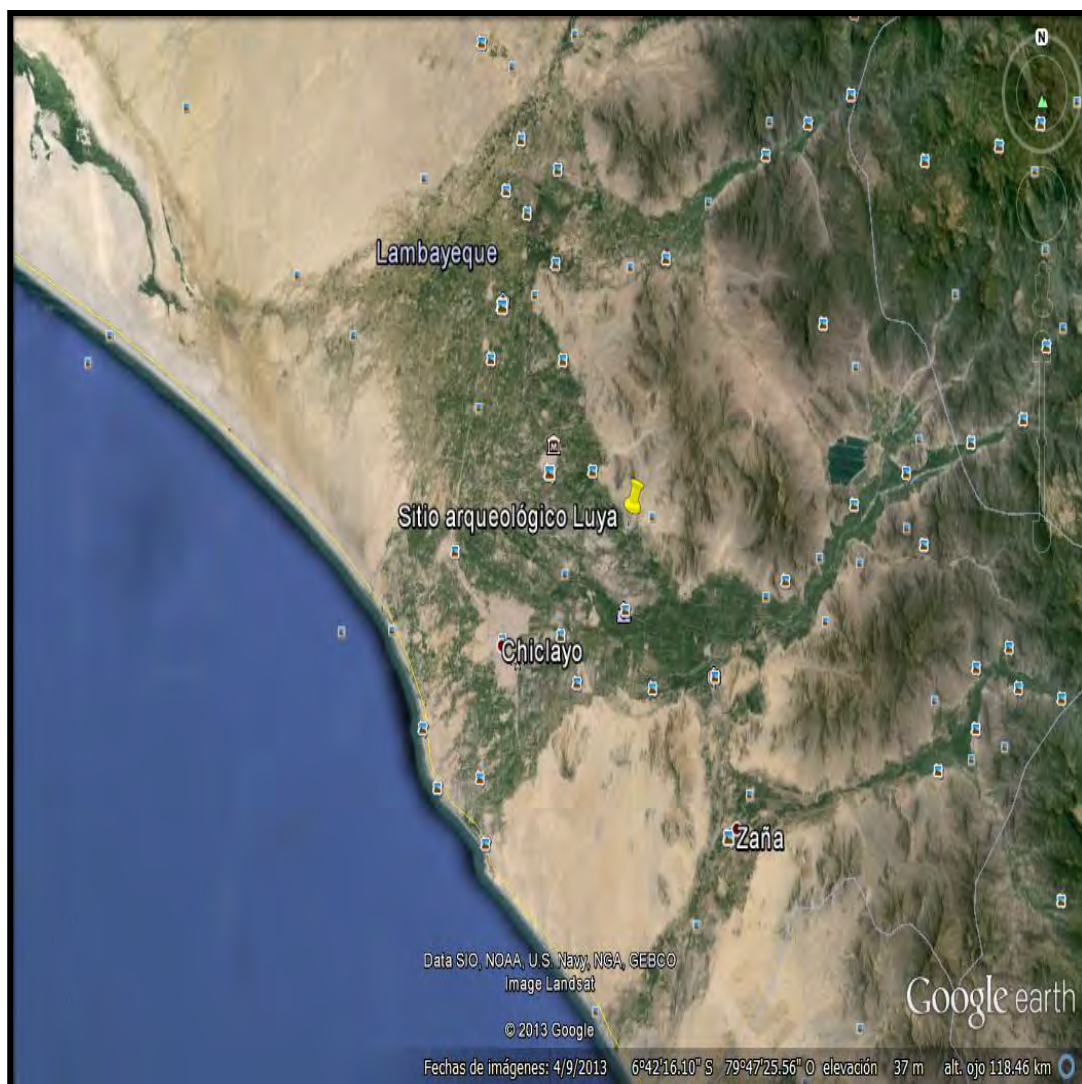 N
Lambayeque
M
Sitio arqueológico Luya
Chiclayo
Zaña
Data SIO, NOAA, U.S. Navy, NGA, GEBCO
Image Landsat
© 2013 Google
Google earth
Fechas de imágenes: 4/9/2013 6°42'16.10" S 79°47'25.56" O elevación 37 m alt. ojo 118.46 km